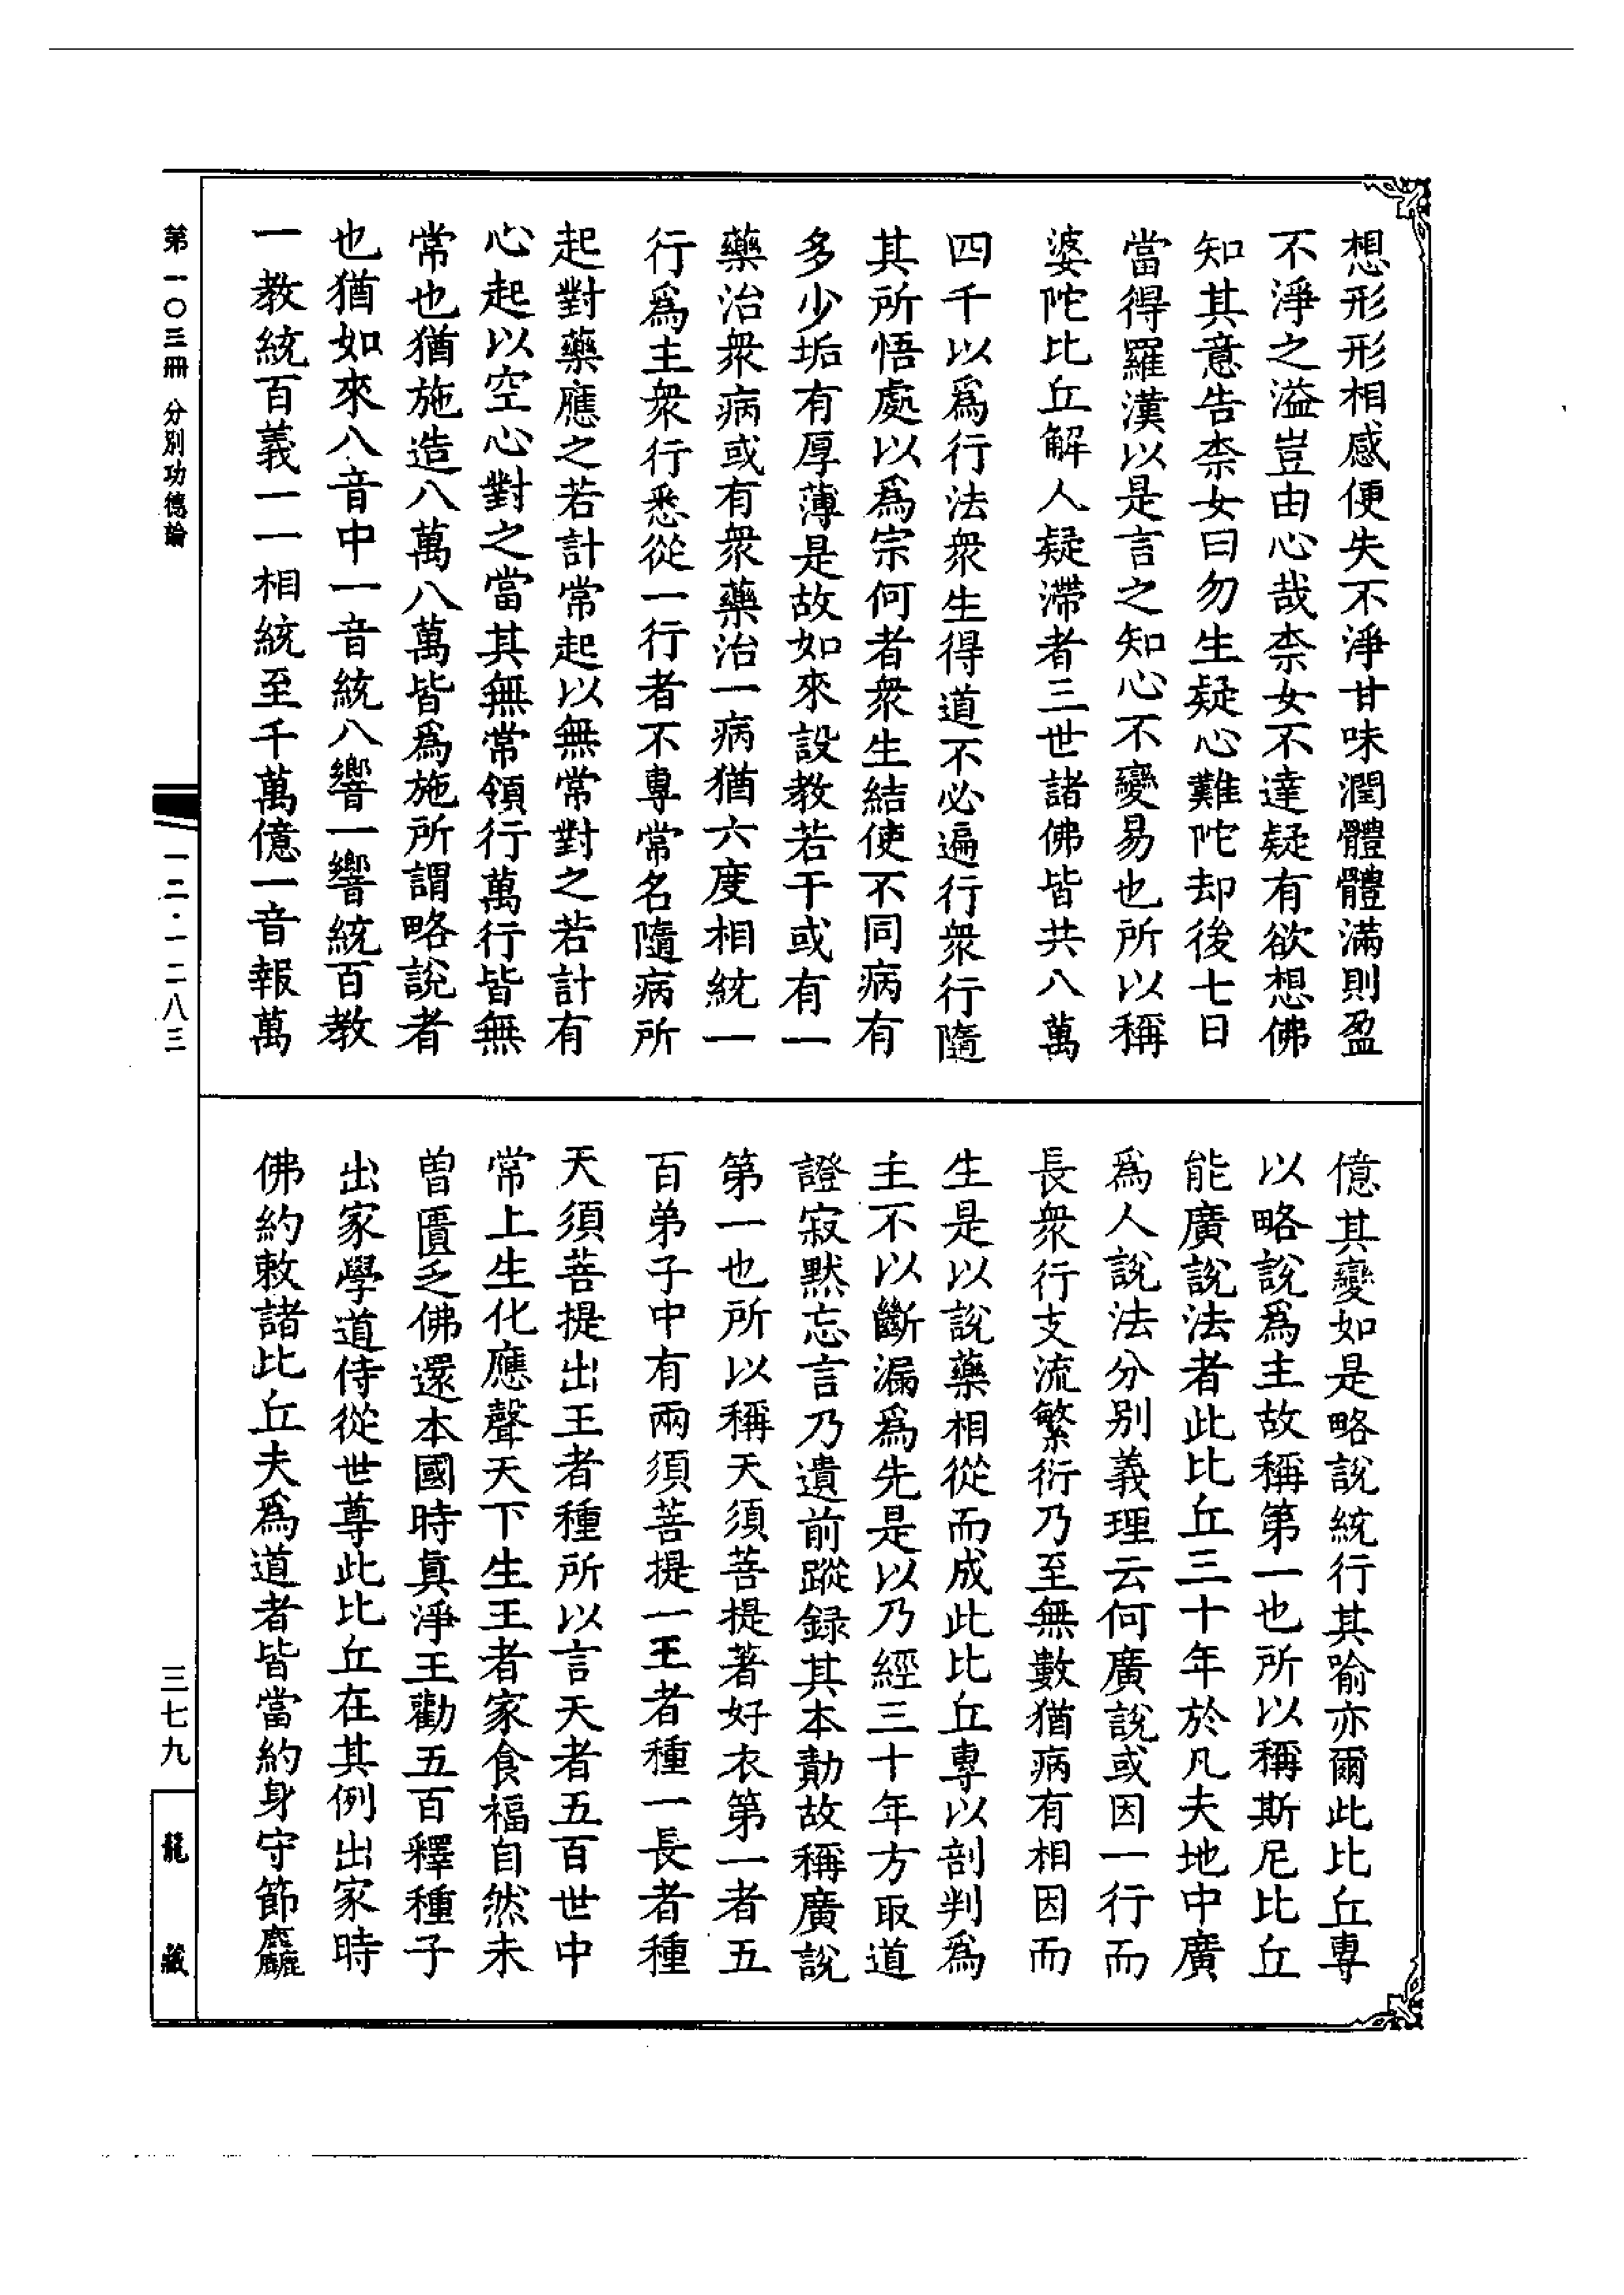 想形形相感便失不淨甘味潤體體滿則盈
不淨之溢豈由心哉柰女不達疑有欲想佛
知其意告柰女曰勿生疑心難陀却後七日
當得羅漢以是言之知心不變易也所以稱
婆陀比丘解人疑滯者三世諸佛皆共八萬
四千以爲行法衆生得道不必遍行衆行隨
其所悟處以爲宗何者衆生結使不同病有
多少垢有厚薄是故如來設教若干或有一
藥治衆病或有衆藥治一病猶六度相統一
行爲主衆行悉從一行者不專常名隨病所
起對藥應之若計常起以無常對之若計有
心起以空心對之當其無常領行萬行皆無
常也猶施造八萬八萬皆爲施所謂略說者
也猶如來八音中一音統八響一響統百教
一教統百義一一相統至千萬億一音報萬
億其變如是略說統行其喻亦爾此比丘專
以略說爲主故稱第一也所以稱斯尼比丘
能廣說法者此比丘三十年於凡夫地中廣
爲人說法分別義理云何廣說或因一行而
長衆行支流繁衍乃至無數猶病有相因而
生是以說藥相從而成此比丘專以剖判爲
主不以斷漏爲先是以乃經三十年方取道
證寂默忘言乃遺前蹤録其本勣故稱廣說
第一也所以稱天須菩提著好衣第一者五
百弟子中有兩須菩提一王者種一長者種
天須菩提出王者種所以言天者五百世中
常上生化應聲天下生王者家食福自然未
曾匱乏佛還本國時眞淨王勸五百釋種子
出家學道侍從世尊此比丘在其例出家時
佛約敕諸比丘夫爲道者皆當約身守節麤
第一〇三冊 分別功德論
一二·一二八三
三七九
龍藏